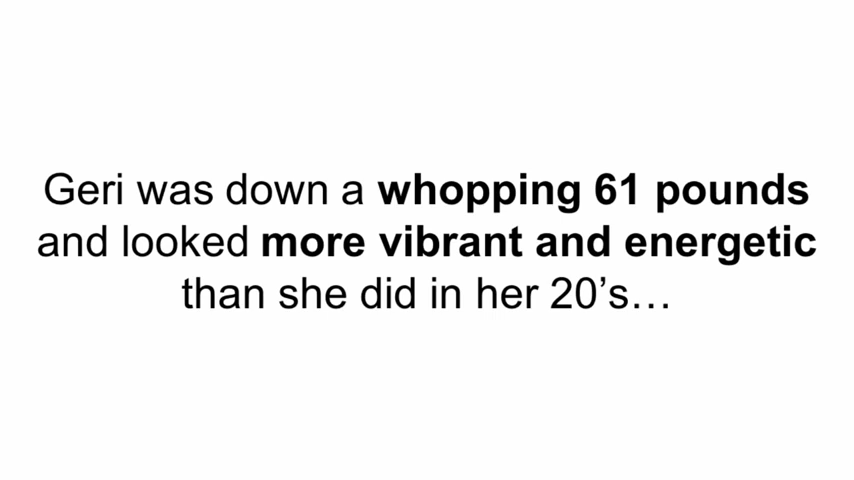 Geri was down a whopping 61 pounds
and looked more vibrant and energetic
than she did in her 20’s…